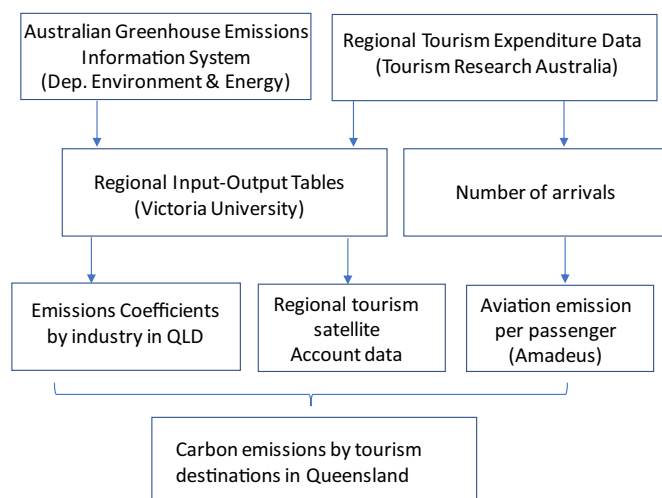 Australian Greenhouse Emissions
Information System
(Dep. Environment & Energy)
Regional Tourism Expenditure Data
(Tourism Research Australia)
Regional Input-Output Tables
(Victoria University)
Number of arrivals
Emissions Coefficients
by industry in QLD
Regional tourism
satellite
Account data
Aviation emission
per passenger
(Amadeus)
Carbon emissions by tourism
destinations in Queensland